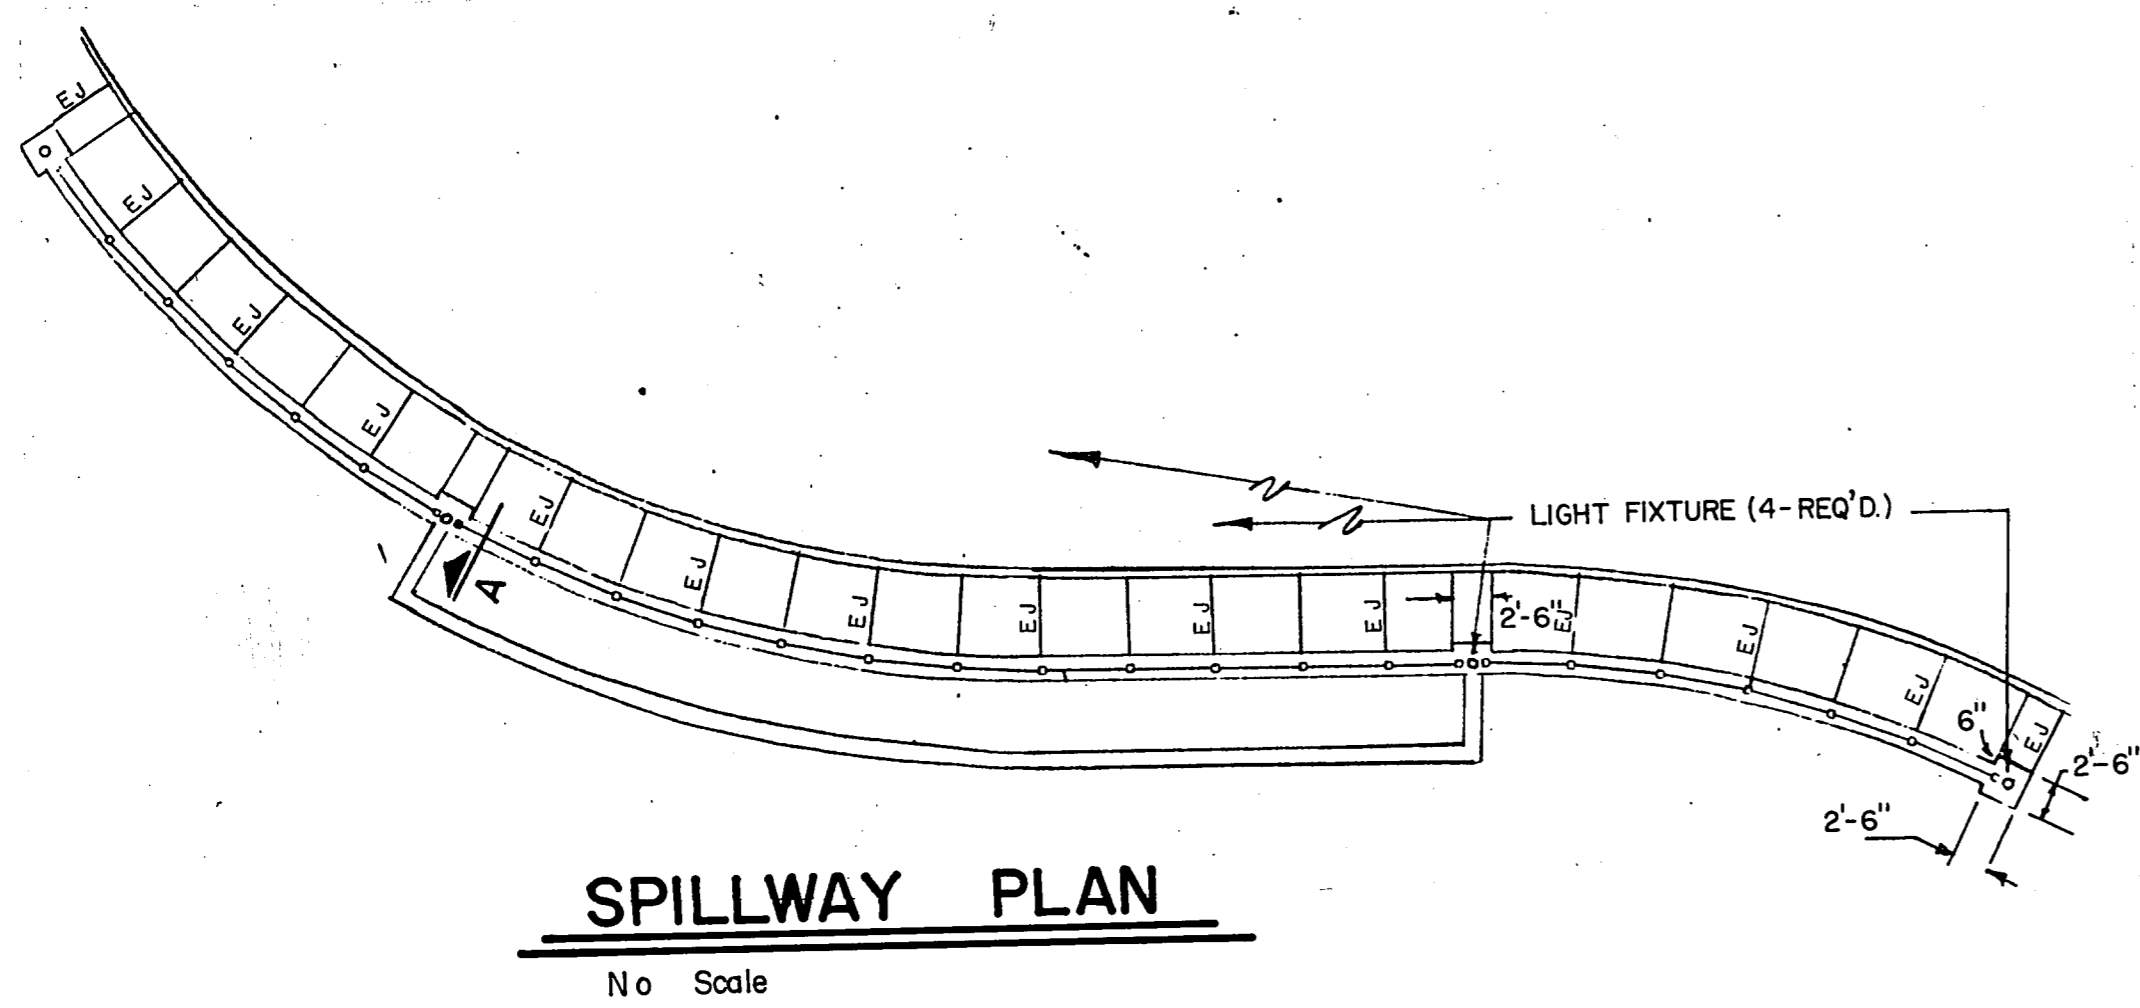 EJ
EJ
EJ
EJ
EJ
EJ
EJ
EJ
EJ
EJ
EJ
EJ
EJ
EJ
A
LIGHT FIXTURE (4-REQ'D.)
2'-6"
6"
2'-6"
2'-6"
SPILLWAY PLAN
No Scale